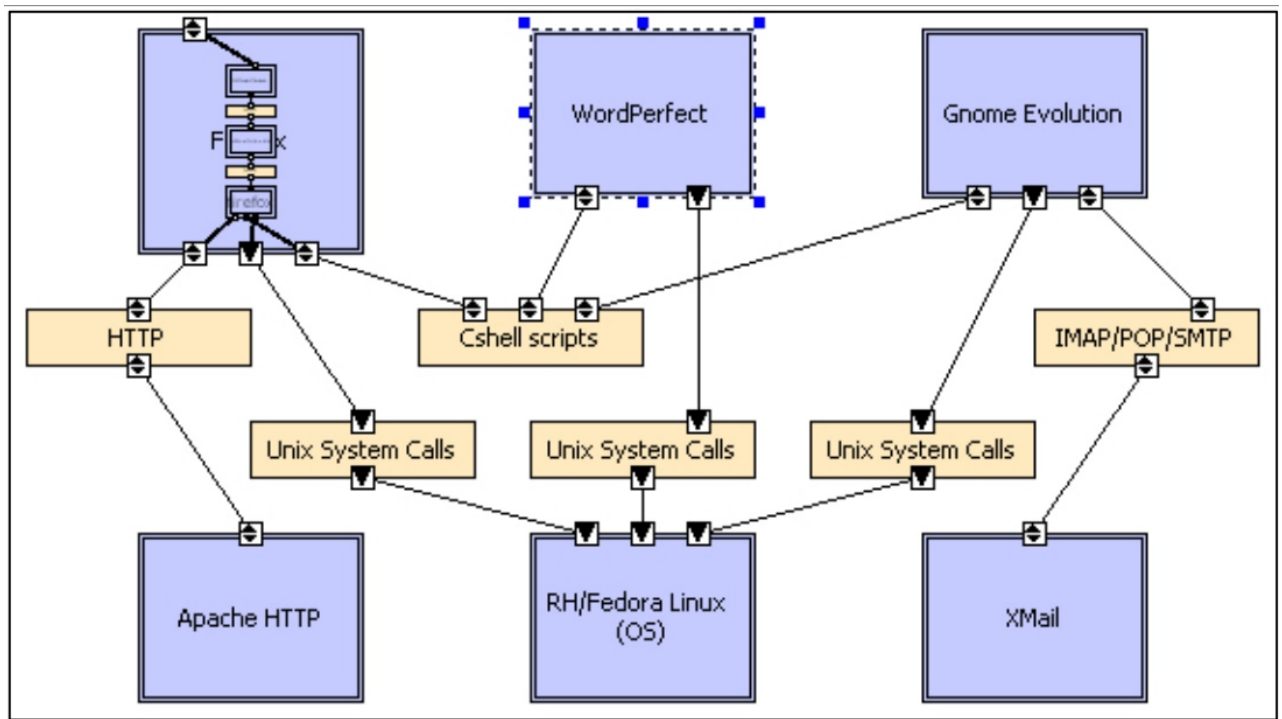 WordPerfect
Gnome Evolution
F x
firefox
HTTP
Cshell scripts
IMAP/POP/SMTP
Unix System Calls
Unix System Calls
Unix System Calls
Apache HTTP
RH/Fedora Linux
(OS)
XMail